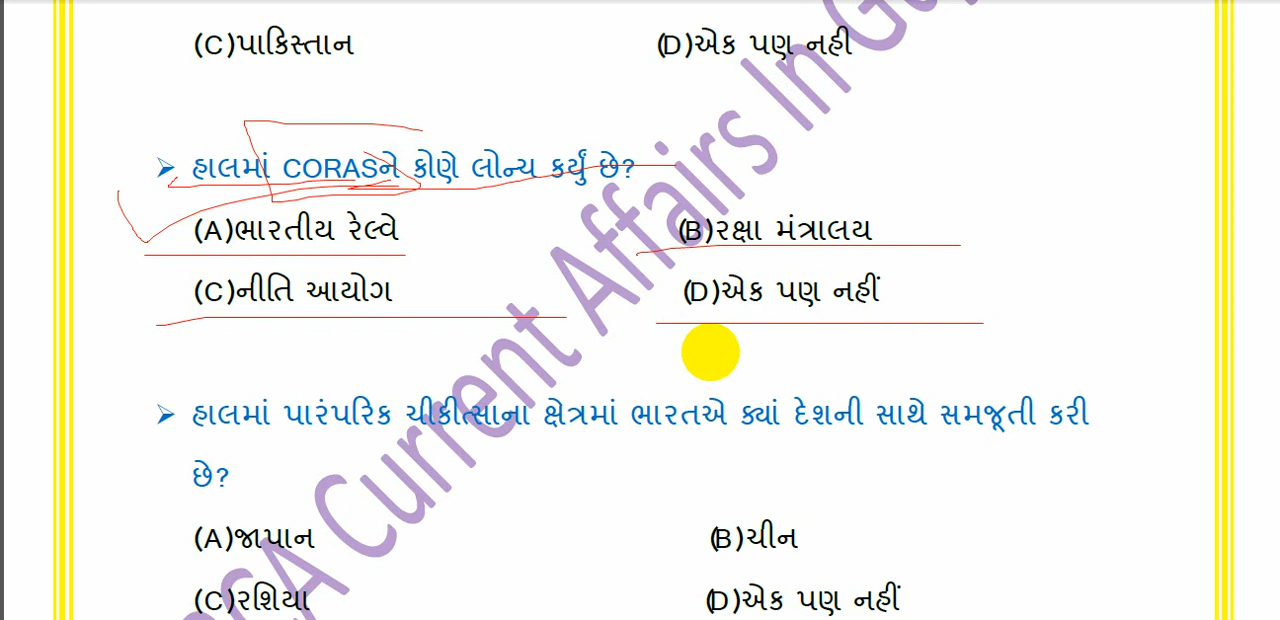 (C)પાકિસ્તાન (D)એક પણ નહી
➢ હાલમાં CORASને કોણે લોન્ચ કર્યું છે?
(A)ભારતીય રેલ્વે (B)રક્ષા મંત્રાલય
(C)નીતિ આયોગ (D)એક પણ નહીં
➢ હાલમાં પારંપરિક ચીકીત્સાના ક્ષેત્રમાં ભારતએ ક્યાં દેશની સાથે સમજૂતી કરી
છે?
(A)જાપાન (B)ચીન
(C)રશિયા (D)એક પણ નહીં
Current Affairs In